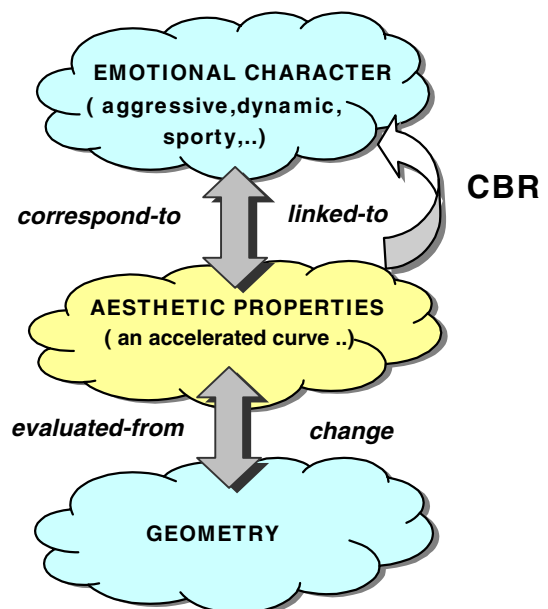 EMOTIONAL CHARACTER
( aggressive,dynamic,
sporty,..)
CBR
correspond-to
linked-to
AESTHETIC PROPERTIES
( an accelerated curve ..)
evaluated-from
change
GEOMETRY